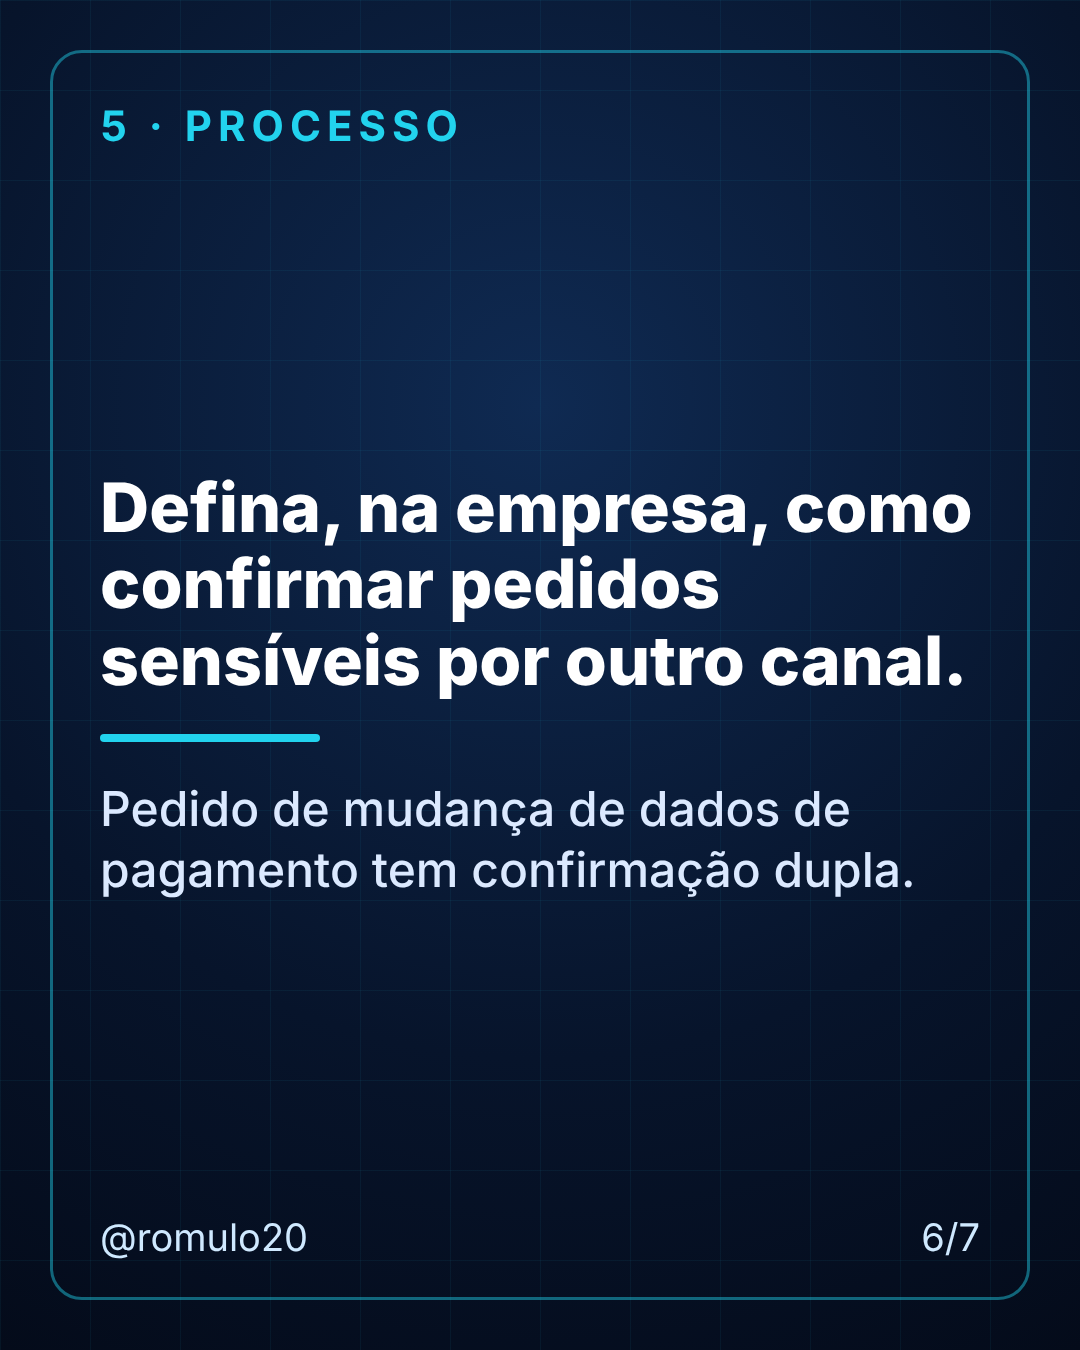 5 · PROCESSO
Defina, na empresa, como
confirmar pedidos
sensíveis por outro canal.
Pedido de mudança de dados de
pagamento tem confirmação dupla.
@romulo20
6/7